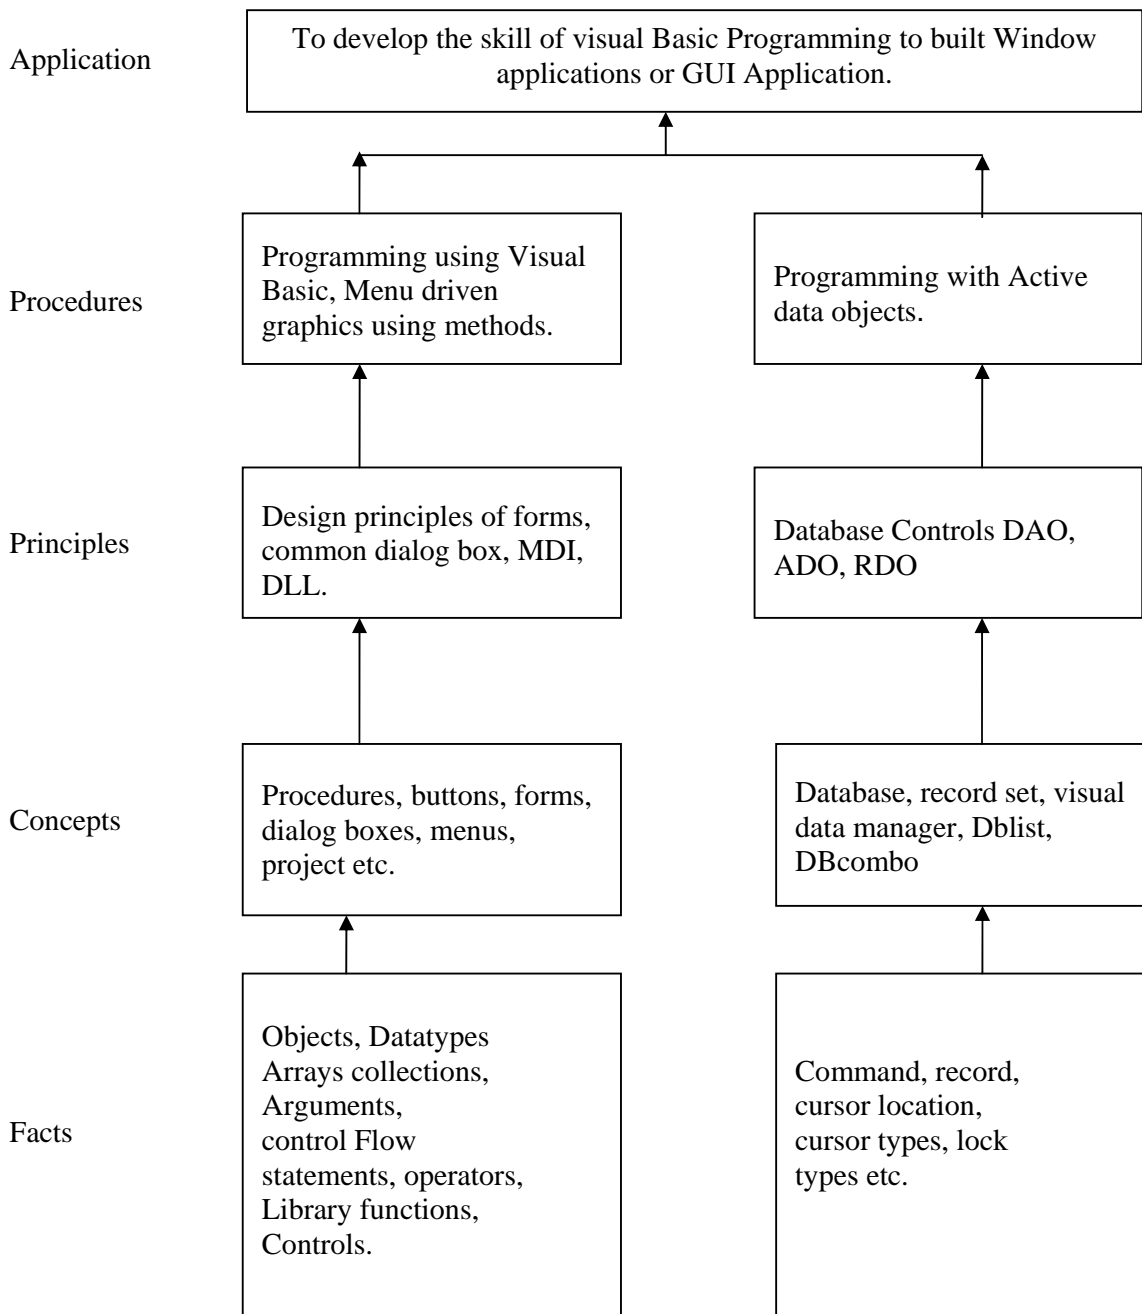 Application
To develop the skill of visual Basic Programming to built Window
applications or GUI Application.
Procedures
Programming using Visual
Basic, Menu driven
graphics using methods.
Programming with Active
data objects.
Principles
Design principles of forms,
common dialog box, MDI,
DLL.
Database Controls DAO,
ADO, RDO
Concepts
Procedures, buttons, forms,
dialog boxes, menus,
project etc.
Database, record set, visual
data manager, Dblist,
DBcombo
Facts
Objects, Datatypes
Arrays collections,
Arguments,
control Flow
statements, operators,
Library functions,
Controls.
Command, record,
cursor location,
cursor types, lock
types etc.